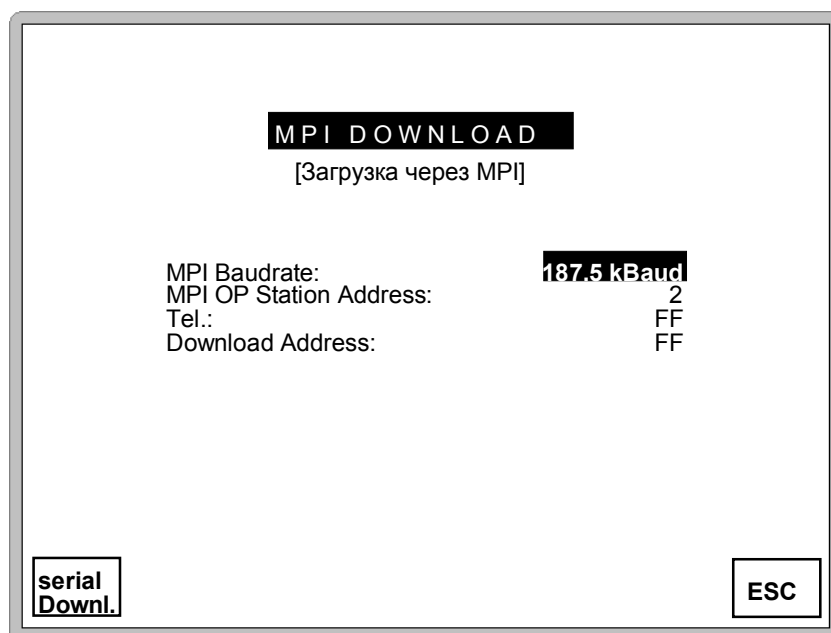 MPI DOWNLOAD
[Загрузка через MPI]
MPI Baudrate: 187.5 kBaud
MPI OP Station Address: 2
Tel.: FF
Download Address: FF
serial
Downl.
ESC